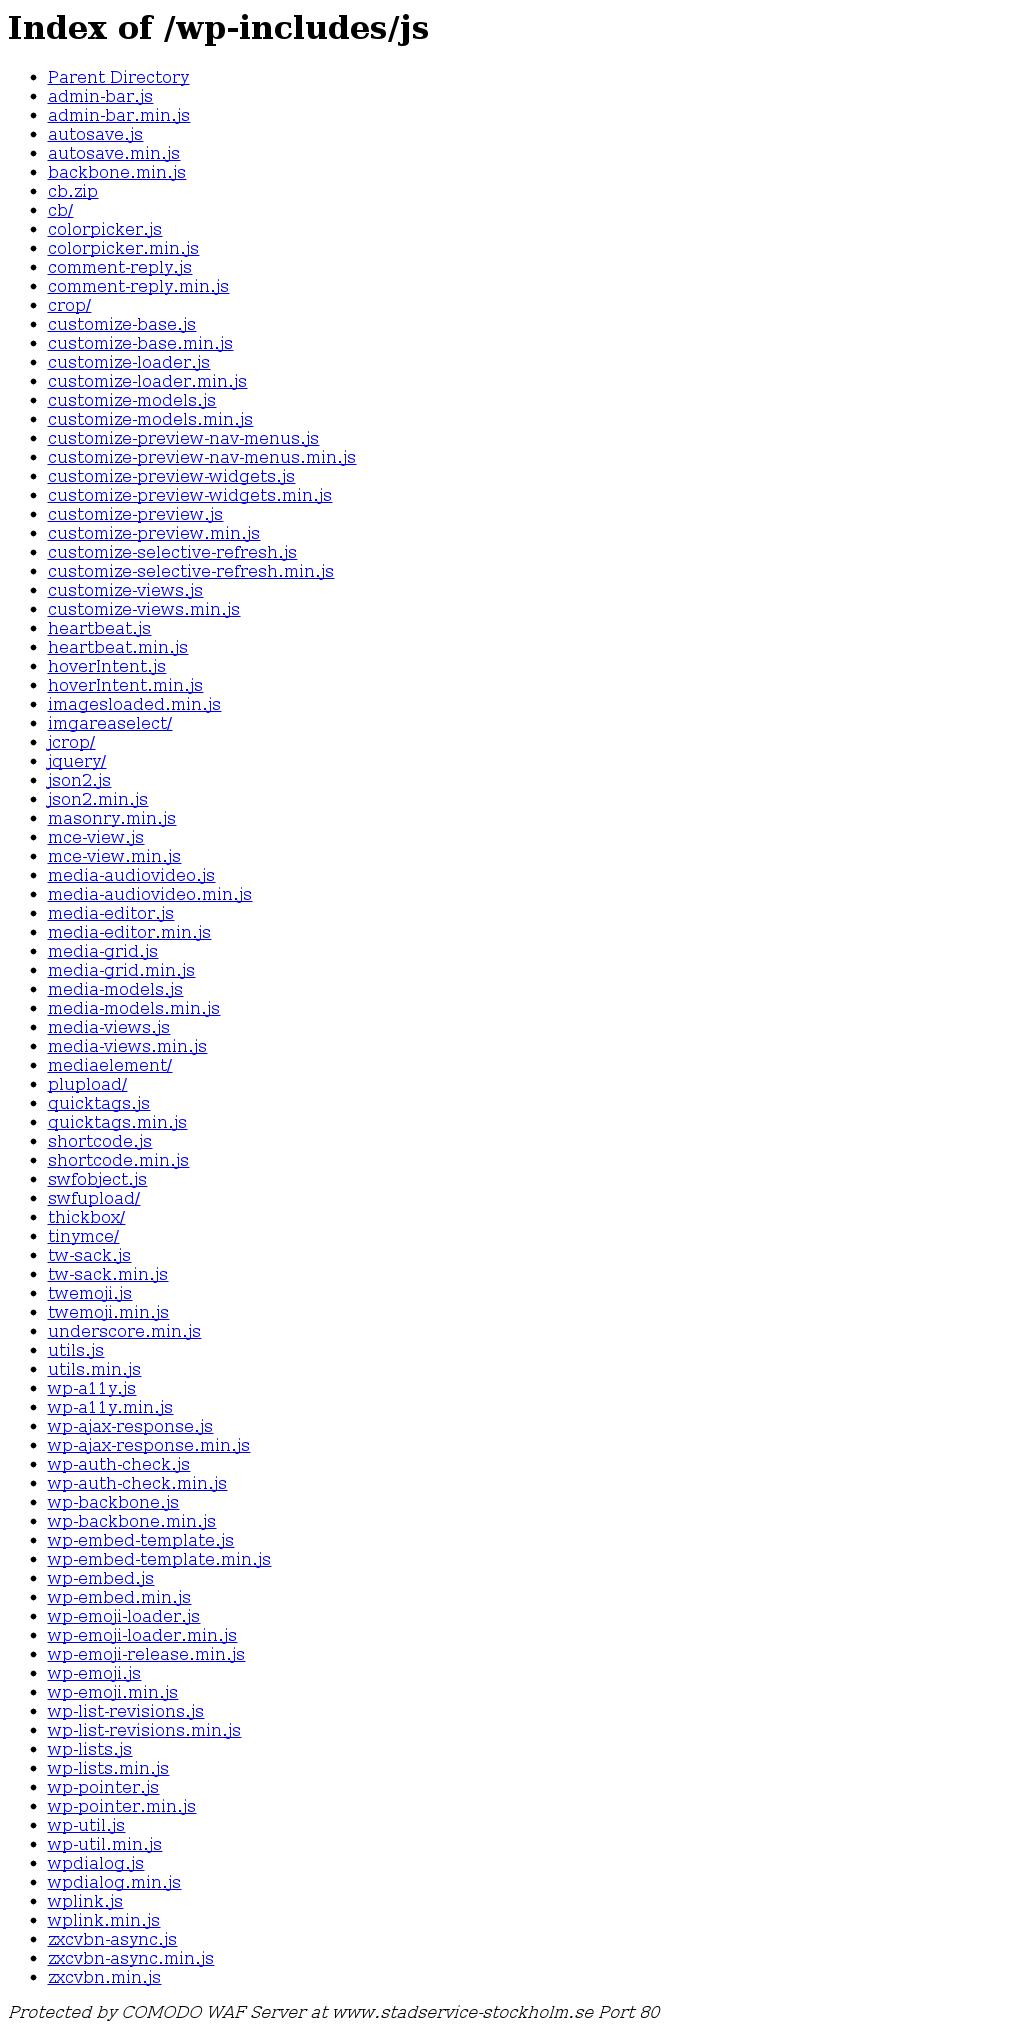 Index of /wp-includes/js
Parent Directory
admin-bar.js
admin-bar.min.js
autosave.js
autosave.min.js
backbone.min.js
cb.zip
cb/
colorpicker.js
colorpicker.min.js
comment-reply.js
comment-reply.min.js
crop/
customize-base.js
customize-base.min.js
customize-loader.js
customize-loader.min.js
customize-models.js
customize-models.min.js
customize-preview-nav-menus.js
customize-preview-nav-menus.min.js
customize-preview-widgets.js
customize-preview-widgets.min.js
customize-preview.js
customize-preview.min.js
customize-selective-refresh.js
customize-selective-refresh.min.js
customize-views.js
customize-views.min.js
heartbeat.js
heartbeat.min.js
hoverIntent.js
hoverIntent.min.js
imagesloaded.min.js
imgareaselect/
jcrop/
jquery/
json2.js
json2.min.js
masonry.min.js
mce-view.js
mce-view.min.js
media-audiovideo.js
media-audiovideo.min.js
media-editor.js
media-editor.min.js
media-grid.js
media-grid.min.js
media-models.js
media-models.min.js
media-views.js
media-views.min.js
mediaelement/
plupload/
quicktags.js
quicktags.min.js
shortcode.js
shortcode.min.js
swfobject.js
swfupload/
thickbox/
tinymce/
tw-sack.js
tw-sack.min.js
twemoji.js
twemoji.min.js
underscore.min.js
utils.js
utils.min.js
wp-a11y.js
wp-a11y.min.js
wp-ajax-response.js
wp-ajax-response.min.js
wp-auth-check.js
wp-auth-check.min.js
wp-backbone.js
wp-backbone.min.js
wp-embed-template.js
wp-embed-template.min.js
wp-embed.js
wp-embed.min.js
wp-emoji-loader.js
wp-emoji-loader.min.js
wp-emoji-release.min.js
wp-emoji.js
wp-emoji.min.js
wp-list-revisions.js
wp-list-revisions.min.js
wp-lists.js
wp-lists.min.js
wp-pointer.js
wp-pointer.min.js
wp-util.js
wp-util.min.js
wpdialog.js
wpdialog.min.js
wplink.js
wplink.min.js
zxcvbn-async.js
zxcvbn-async.min.js
zxcvbn.min.js
Protected by COMODO WAF Server at www.stadservice-stockholm.se Port 80